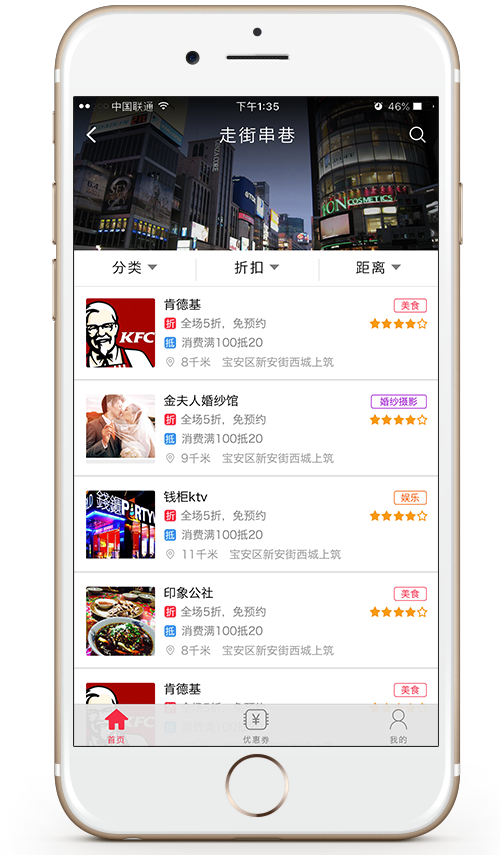 中国联通 下午1:35 46%
走街串巷
COSMETICS
分类 折扣 距离
肯德基 美食
KFC
折 全场5折，免预约
抵 消费满100抵20
8千米 宝安区新安街西城上筑
金夫人婚纱馆 婚纱摄影
折 全场5折，免预约
抵 消费满100抵20
9千米 宝安区新安街西城上筑
钱柜ktv 娱乐
錢櫃 PARTY
折 全场5折，免预约
抵 消费满100抵20
11千米 宝安区新安街西城上筑
印象公社 美食
折 全场5折，免预约
抵 消费满100抵20
8千米 宝安区新安街西城上筑
肯德基 美食
KFC
首页 优惠券 我的